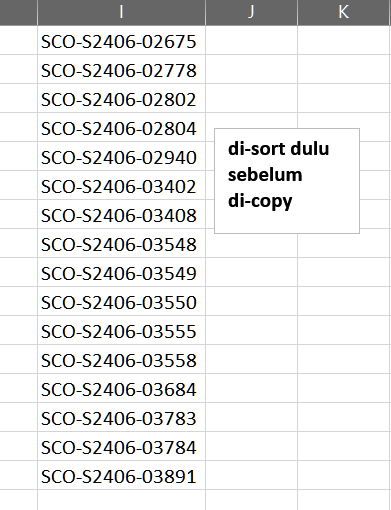 I J K
SCO-S2406-02675
SCO-S2406-02778
SCO-S2406-02802
SCO-S2406-02804
SCO-S2406-02940
SCO-S2406-03402
SCO-S2406-03408
SCO-S2406-03548
SCO-S2406-03549
SCO-S2406-03550
SCO-S2406-03555
SCO-S2406-03558
SCO-S2406-03684
SCO-S2406-03783
SCO-S2406-03784
SCO-S2406-03891
di-sort dulu
sebelum
di-copy